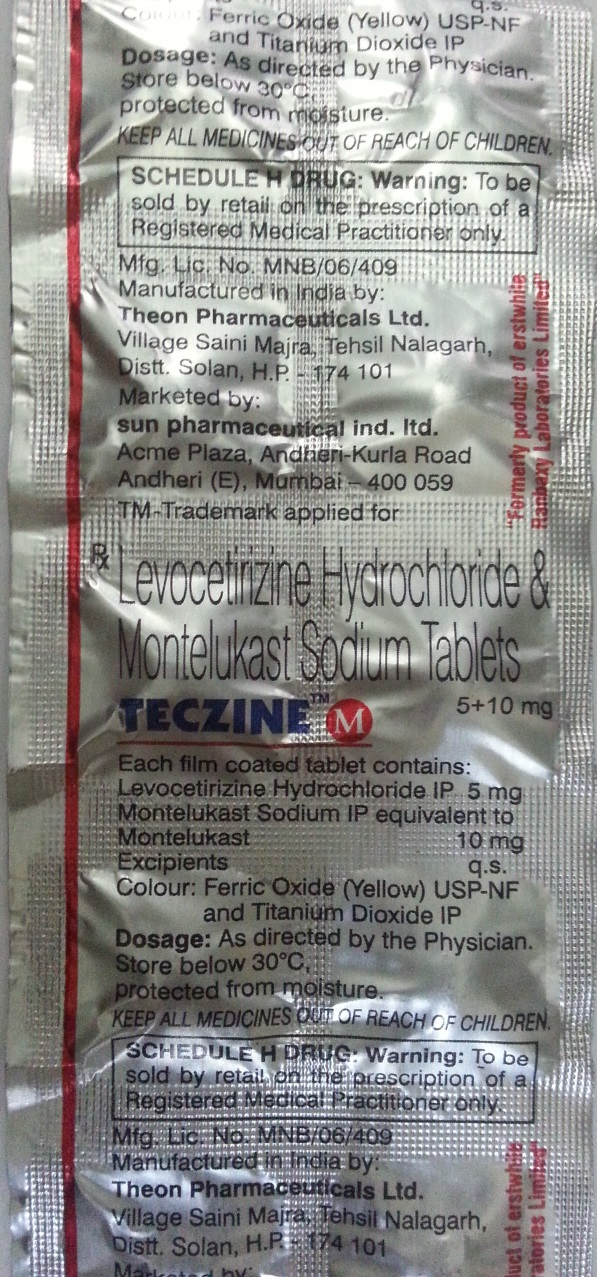 q.s.
Colour: Ferric Oxide (Yellow) USP-NF
and Titanium Dioxide IP
Dosage: As directed by the Physician.
Store below 30°C,
protected from moisture.
KEEP ALL MEDICINES OUT OF REACH OF CHILDREN.
SCHEDULE H DRUG: Warning: To be
sold by retail on the prescription of a
Registered Medical Practitioner only.
Mfg. Lic. No. MNB/06/409
Manufactured in India by:
Theon Pharmaceuticals Ltd.
Village Saini Majra, Tehsil Nalagarh,
Distt. Solan, H.P. - 174 101
Marketed by:
sun pharmaceutical ind. ltd.
Acme Plaza, Andheri-Kurla Road
Andheri (E), Mumbai – 400 059
TM-Trademark applied for
"Formerly product of erstwhile
Ranbaxy Laboratories Limited"
Rx
Levocetirizine Hydrochloride &
Montelukast Sodium Tablets
TECZINE™ M
5+10 mg
Each film coated tablet contains:
Levocetirizine Hydrochloride IP 5 mg
Montelukast Sodium IP equivalent to
Montelukast 10 mg
Excipients q.s.
Colour: Ferric Oxide (Yellow) USP-NF
and Titanium Dioxide IP
Dosage: As directed by the Physician.
Store below 30°C,
protected from moisture.
KEEP ALL MEDICINES OUT OF REACH OF CHILDREN.
SCHEDULE H DRUG: Warning: To be
sold by retail on the prescription of a
Registered Medical Practitioner only.
Mfg. Lic. No. MNB/06/409
Manufactured in India by:
Theon Pharmaceuticals Ltd.
Village Saini Majra, Tehsil Nalagarh,
Distt. Solan, H.P. - 174 101
Marketed by:
uct of erstwhile
atories Limited"